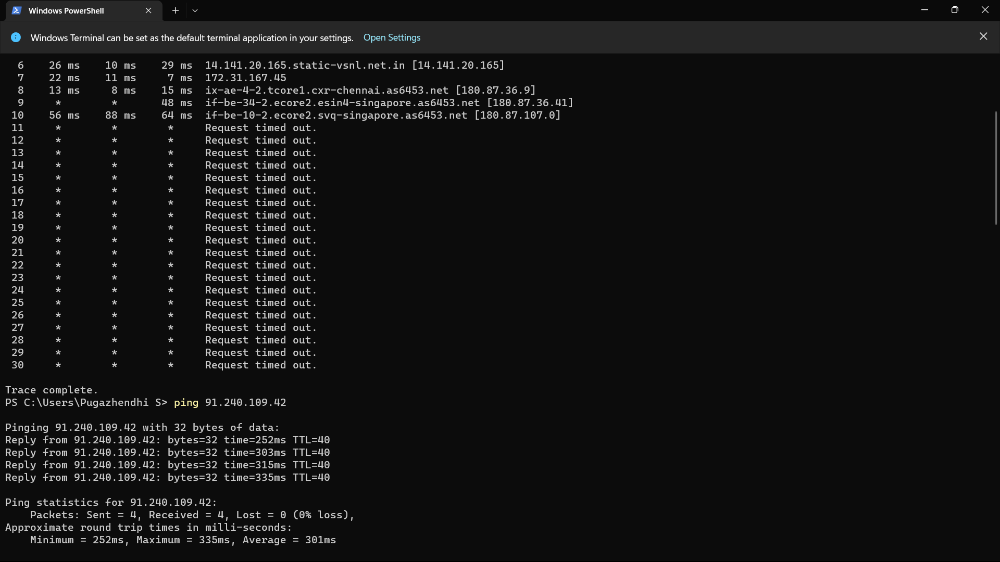 Windows PowerShell
Windows Terminal can be set as the default terminal application in your settings. Open Settings
6 26 ms 10 ms 29 ms 14.141.20.165.static-vsnl.net.in [14.141.20.165]
7 22 ms 11 ms 7 ms 172.31.167.45
8 13 ms 8 ms 15 ms ix-ae-4-2.tcore1.cxr-chennai.as6453.net [180.87.36.9]
9 * * 48 ms if-be-34-2.ecore2.esin4-singapore.as6453.net [180.87.36.41]
10 56 ms 88 ms 64 ms if-be-10-2.ecore2.svq-singapore.as6453.net [180.87.107.0]
11 * * * Request timed out.
12 * * * Request timed out.
13 * * * Request timed out.
14 * * * Request timed out.
15 * * * Request timed out.
16 * * * Request timed out.
17 * * * Request timed out.
18 * * * Request timed out.
19 * * * Request timed out.
20 * * * Request timed out.
21 * * * Request timed out.
22 * * * Request timed out.
23 * * * Request timed out.
24 * * * Request timed out.
25 * * * Request timed out.
26 * * * Request timed out.
27 * * * Request timed out.
28 * * * Request timed out.
29 * * * Request timed out.
30 * * * Request timed out.
Trace complete.
PS C:\Users\Pugazhendhi S> ping 91.240.109.42
Pinging 91.240.109.42 with 32 bytes of data:
Reply from 91.240.109.42: bytes=32 time=252ms TTL=40
Reply from 91.240.109.42: bytes=32 time=303ms TTL=40
Reply from 91.240.109.42: bytes=32 time=315ms TTL=40
Reply from 91.240.109.42: bytes=32 time=335ms TTL=40
Ping statistics for 91.240.109.42:
Packets: Sent = 4, Received = 4, Lost = 0 (0% loss),
Approximate round trip times in milli-seconds:
Minimum = 252ms, Maximum = 335ms, Average = 301ms